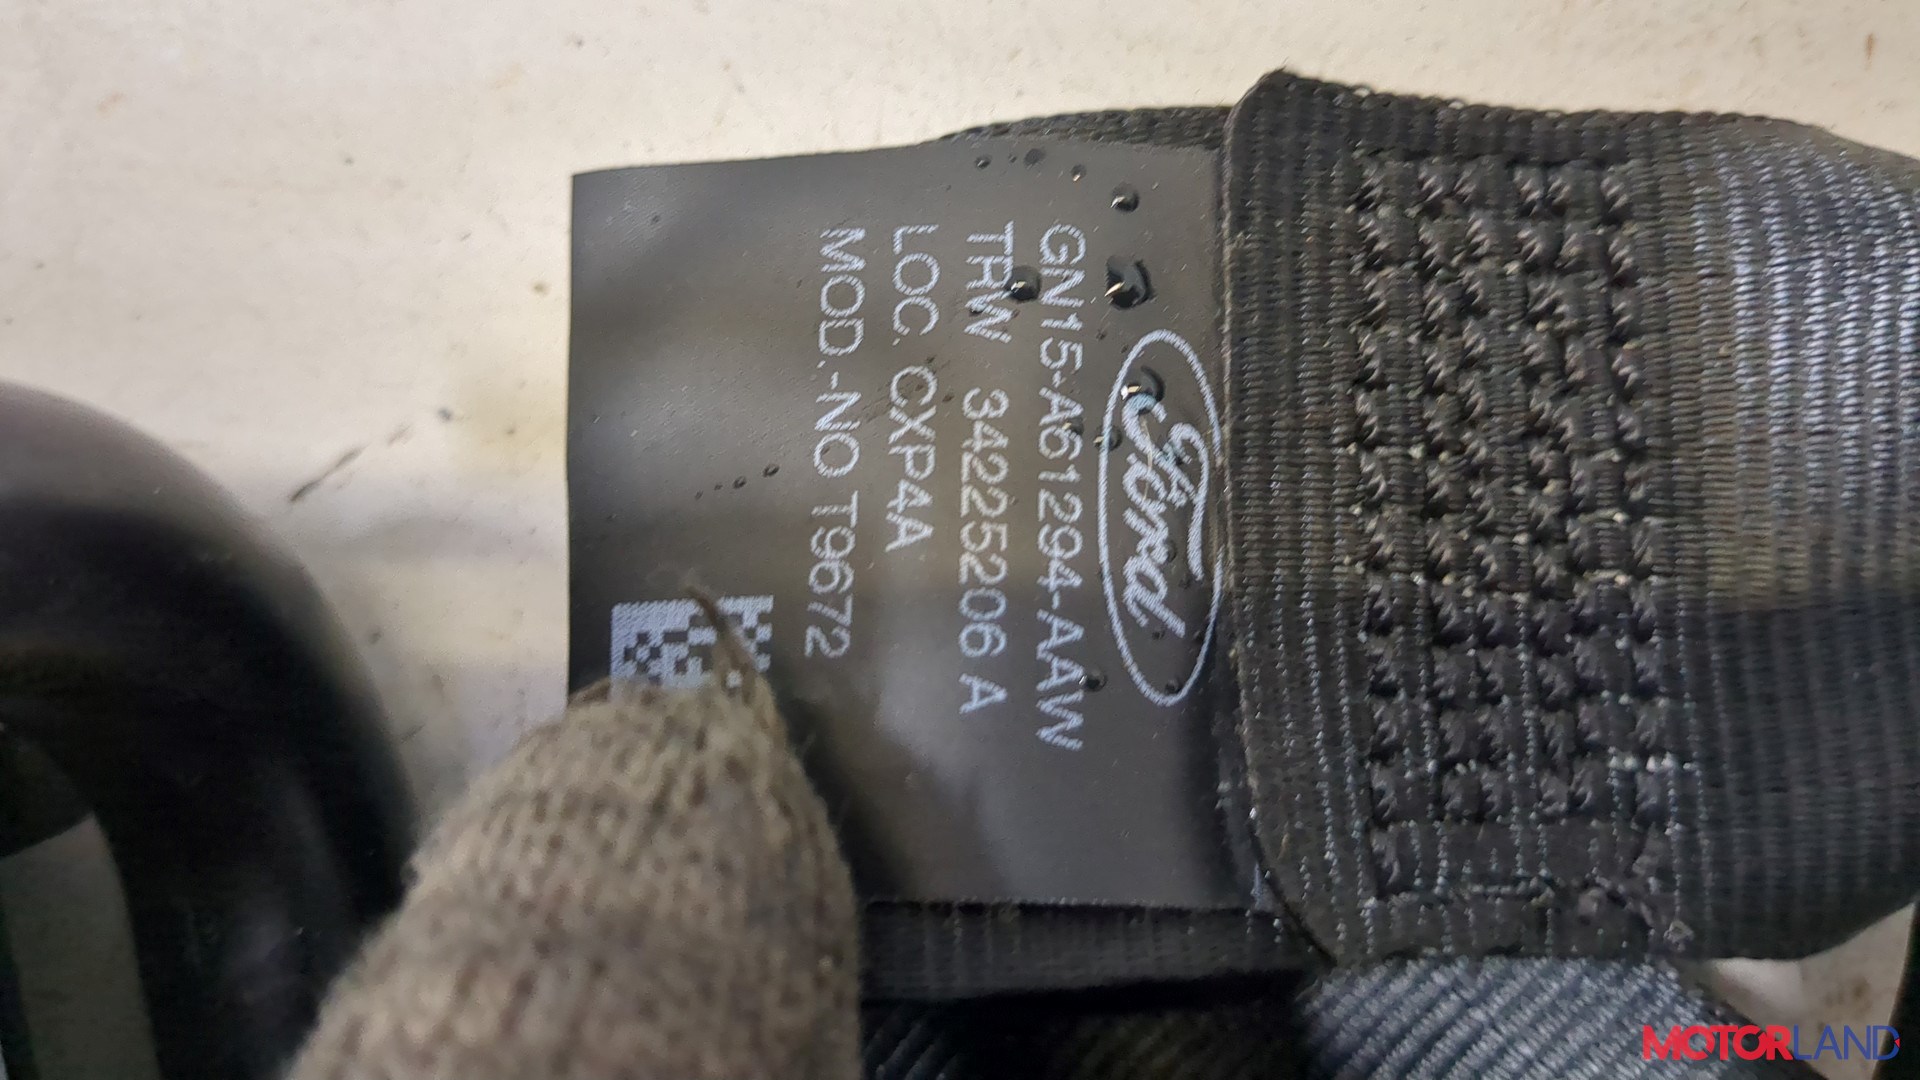 Ford
GN15-A61294-AAW
TRW 34225206 A
LOC. CXP4A
MOD.-NO T9672
MOTORLAND